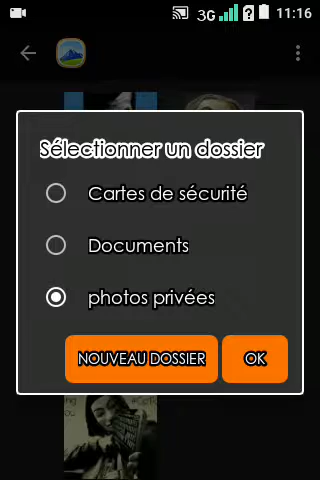 3G 11:16
Sélectionner un dossier
Cartes de sécurité
Documents
photos privées
NOUVEAU DOSSIER OK